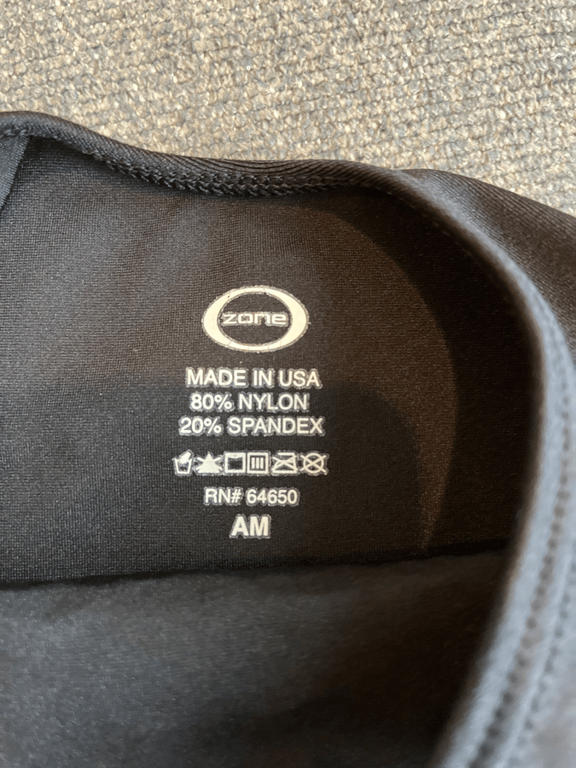 zone
MADE IN USA
80% NYLON
20% SPANDEX
RN# 64650
AM